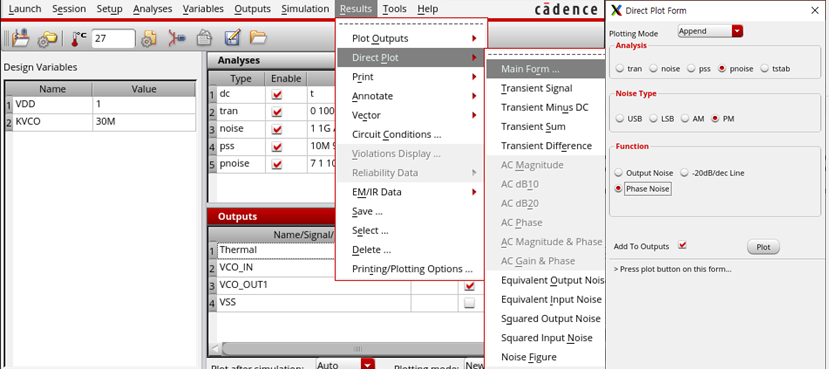 Launch Session Setup Analyses Variables Outputs Simulation Results Tools Help cādence
27
Design Variables
Name Value
1 VDD 1
2 KVCO 30M
Analyses
Type Enable
1 dc t
2 tran 0 100
3 noise 1 1G
4 pss 10M 9
5 pnoise 7 1 10
Outputs
Name/Signal/
1 Thermal
2 VCO_IN
3 VCO_OUT1
4 VSS
Plot after simulation: Auto Plotting mode: New
Plot Outputs
Direct Plot
Print
Annotate
Vector
Circuit Conditions ...
Violations Display ...
Reliability Data
EM/IR Data
Save ...
Select ...
Delete ...
Printing/Plotting Options ...
Main Form ...
Transient Signal
Transient Minus DC
Transient Sum
Transient Difference
AC Magnitude
AC dB10
AC dB20
AC Phase
AC Magnitude & Phase
AC Gain & Phase
Equivalent Output Nois
Equivalent Input Noise
Squared Output Noise
Squared Input Noise
Noise Figure
Direct Plot Form
Plotting Mode Append
Analysis
tran noise pss pnoise tstab
Noise Type
USB LSB AM PM
Function
Output Noise -20dB/dec Line
Phase Noise
Add To Outputs Plot
> Press plot button on this form...